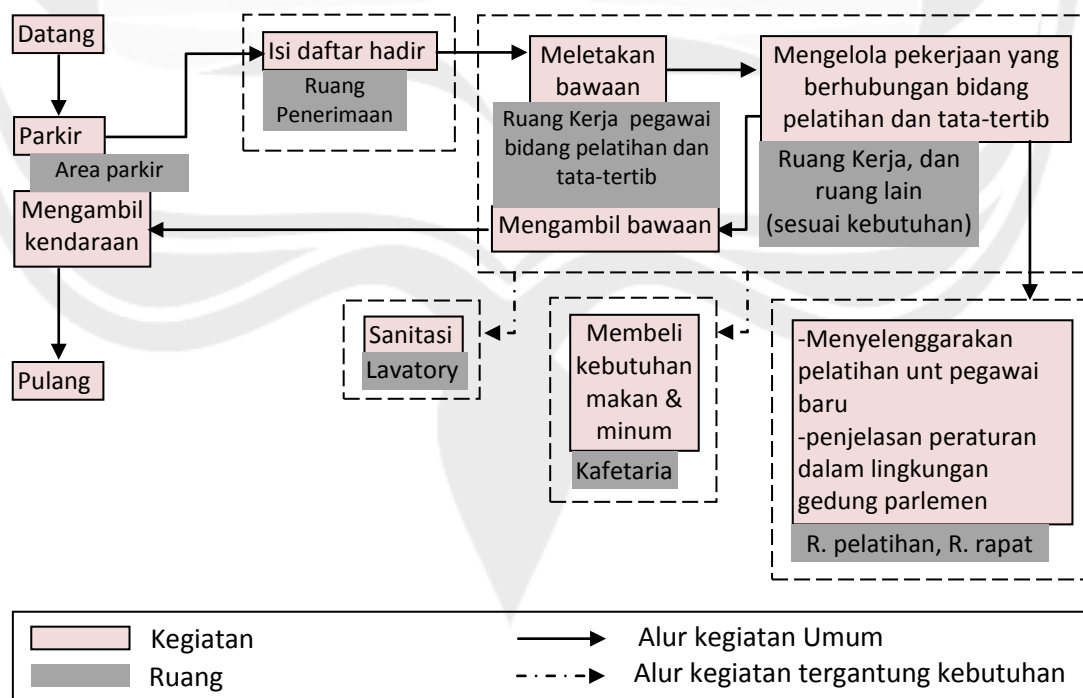 Datang
Parkir
Area parkir
Isi daftar hadir
Ruang
Penerimaan
Meletakan
bawaan
Ruang Kerja pegawai
bidang pelatihan dan
tata-tertib
Mengelola pekerjaan yang
berhubungan bidang
pelatihan dan tata-tertib
Ruang Kerja, dan
ruang lain
(sesuai kebutuhan)
Mengambil bawaan
Mengambil
kendaraan
Pulang
Sanitasi
Lavatory
Membeli
kebutuhan
makan &
minum
Kafetaria
-Menyelenggarakan
pelatihan unt pegawai
baru
-penjelasan peraturan
dalam lingkungan
gedung parlemen
R. pelatihan, R. rapat
Kegiatan
Ruang
Alur kegiatan Umum
Alur kegiatan tergantung kebutuhan